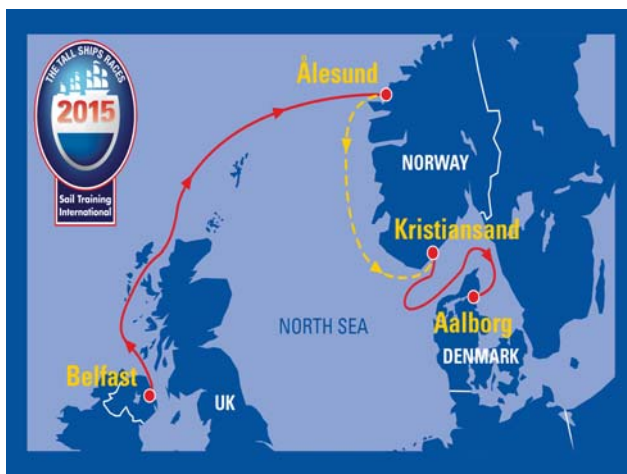 THE TALL SHIPS RACES
2015
Sail Training
International
Ålesund
NORWAY
Kristiansand
NORTH SEA
Aalborg
DENMARK
Belfast
UK